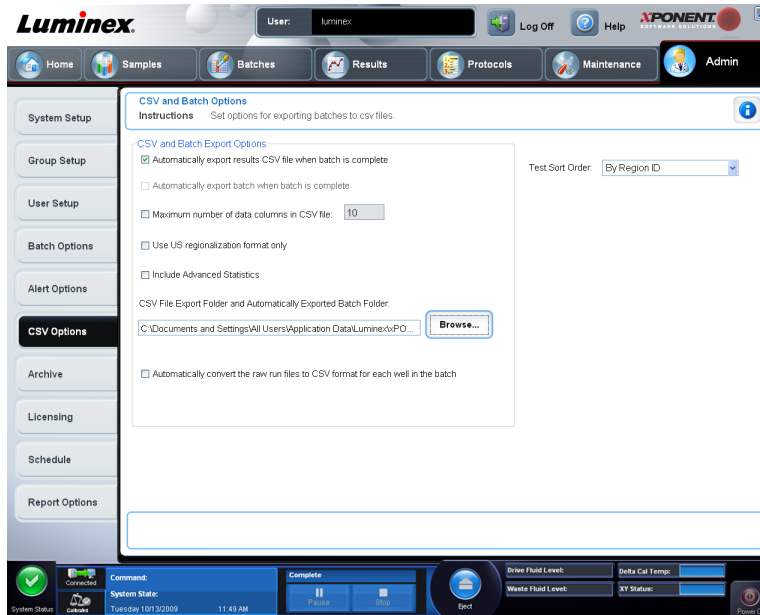 Luminex.
User: luminex
Log Off
Help
XPONENT
SOFTWARE SOLUTIONS
Home
Samples
Batches
Results
Protocols
Maintenance
Admin
System Setup
Group Setup
User Setup
Batch Options
Alert Options
CSV Options
Archive
Licensing
Schedule
Report Options
CSV and Batch Options
Instructions Set options for exporting batches to csv files.
CSV and Batch Export Options
Automatically export results CSV file when batch is complete
Automatically export batch when batch is complete
Maximum number of data columns in CSV file: 10
Use US regionalization format only
Include Advanced Statistics
CSV File Export Folder and Automatically Exported Batch Folder:
C:\Documents and Settings\All Users\Application Data\Luminex\xPO... Browse...
Automatically convert the raw run files to CSV format for each well in the batch
Test Sort Order: By Region ID
System Status
Connected
Calibrated
Command:
System State:
Tuesday 10/13/2009 11:49 AM
Complete
Pause
Stop
Eject
Drive Fluid Level:
Waste Fluid Level:
Delta Cal Temp:
XY Status:
Power